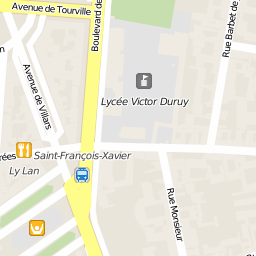 Avenue de Tourville
Boulevard de
Rue Barbet de
Avenue de Villars
Lycée Victor Duruy
rées
Saint-François-Xavier
Ly Lan
Rue Monsieur